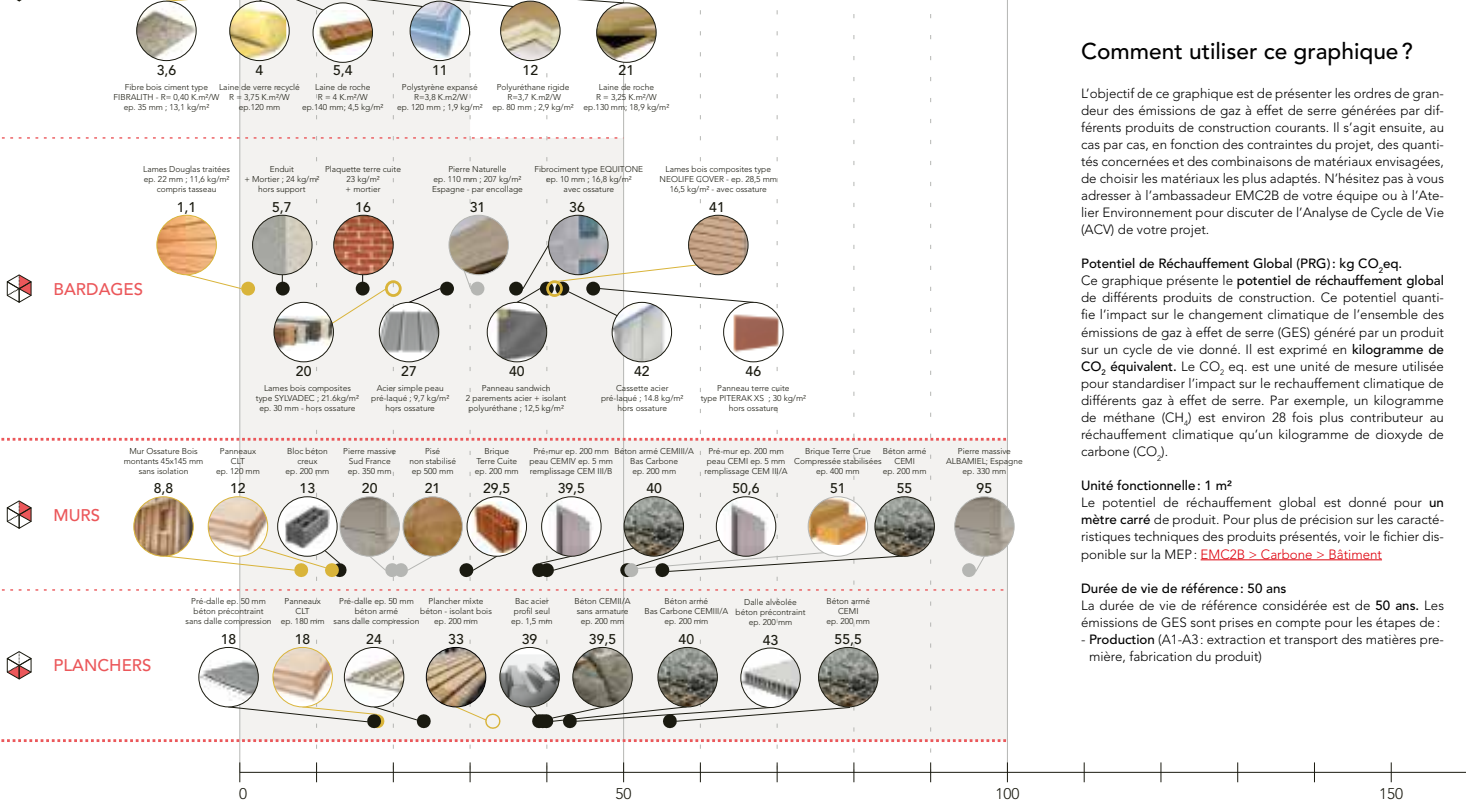 3,6
Fibre bois ciment type
FIBRALITH - R= 0,40 K.m²/W
ep. 35 mm ; 13,1 kg/m²
4
Laine de verre recyclé
R = 3,75 K.m²/W
ep.120 mm
5,4
Laine de roche
R = 4 K.m²/W
ep.140 mm; 4,5 kg/m²
11
Polystyrène expansé
R=3,8 K.m2/W
ep. 120 mm ; 1,9 kg/m²
12
Polyuréthane rigide
R=3,7 K.m2/W
ep. 80 mm ; 2,9 kg/m²
21
Laine de roche
R = 3,25 K.m²/W
ep.130 mm; 18,9 kg/m²
BARDAGES
Lames Douglas traitées
ep. 22 mm ; 11,6 kg/m²
compris tasseau
1,1
Enduit
+ Mortier ; 24 kg/m²
hors support
5,7
Plaquette terre cuite
23 kg/m²
+ mortier
16
Pierre Naturelle
ep. 110 mm ; 207 kg/m²
Espagne - par encollage
31
Fibrociment type EQUITONE
ep. 10 mm ; 16,8 kg/m²
avec ossature
36
Lames bois composites type
NEOLIFE COVER - ep. 28,5 mm
16,5 kg/m² - avec ossature
41
20
Lames bois composites
type SYLVADEC ; 21.6kg/m²
ep. 30 mm - hors ossature
27
Acier simple peau
pré-laqué ; 9,7 kg/m²
hors ossature
40
Panneau sandwich
2 parements acier + isolant
polyuréthane ; 12,5 kg/m²
42
Cassette acier
pré-laqué ; 14.8 kg/m²
hors ossature
46
Panneau terre cuite
type PITERAK XS ; 30 kg/m²
hors ossature
MURS
Mur Ossature Bois
montants 45x145 mm
sans isolation
8,8
Panneaux
CLT
ep. 120 mm
12
Bloc béton
creux
ep. 200 mm
13
Pierre massive
Sud France
ep. 350 mm
20
Pisé
non stabilisé
ep 500 mm
21
Brique
Terre Cuite
ep. 200 mm
29,5
Pré-mur ep. 200 mm
peau CEMIV ep. 5 mm
remplissage CEM III/B
39,5
Béton armé CEMIII/A
Bas Carbone
ep. 200 mm
40
Pré-mur ep. 200 mm
peau CEMI ep. 5 mm
remplissage CEM III/A
50,6
Brique Terre Crue
Compressée stabilisées
ep. 400 mm
51
Béton armé
CEMI
ep. 200 mm
55
Pierre massive
ALBAMIEL; Espagne
ep. 330 mm
95
PLANCHERS
Pré-dalle ep. 50 mm
béton précontraint
sans dalle compression
18
Panneaux
CLT
ep. 180 mm
18
Pré-dalle ep. 50 mm
béton armé
sans dalle compression
24
Plancher mixte
béton - isolant bois
ep. 200 mm
33
Bac acier
profil seul
ep. 1,5 mm
39
Béton CEMII/A
sans armature
ep. 200 mm
39,5
Béton armé
Bas Carbone CEMIII/A
ep. 200 mm
40
Dalle alvéolée
béton précontraint
ep. 200 mm
43
Béton armé
CEMI
ep. 200 mm
55,5
0
50
100
150
Comment utiliser ce graphique ?
L'objectif de ce graphique est de présenter les ordres de gran-
deur des émissions de gaz à effet de serre générées par dif-
férents produits de construction courants. Il s'agit ensuite, au
cas par cas, en fonction des contraintes du projet, des quanti-
tés concernées et des combinaisons de matériaux envisagées,
de choisir les matériaux les plus adaptés. N'hésitez pas à vous
adresser à l'ambassadeur EMC2B de votre équipe ou à l'Ate-
lier Environnement pour discuter de l'Analyse de Cycle de Vie
(ACV) de votre projet.
Potentiel de Réchauffement Global (PRG) : kg CO₂eq.
Ce graphique présente le potentiel de réchauffement global
de différents produits de construction. Ce potentiel quanti-
fie l'impact sur le changement climatique de l'ensemble des
émissions de gaz à effet de serre (GES) généré par un produit
sur un cycle de vie donné. Il est exprimé en kilogramme de
CO₂ équivalent. Le CO₂ eq. est une unité de mesure utilisée
pour standardiser l'impact sur le rechauffement climatique de
différents gaz à effet de serre. Par exemple, un kilogramme
de méthane (CH₄) est environ 28 fois plus contributeur au
réchauffement climatique qu'un kilogramme de dioxyde de
carbone (CO₂).
Unité fonctionnelle : 1 m²
Le potentiel de réchauffement global est donné pour un
mètre carré de produit. Pour plus de précision sur les caracté-
ristiques techniques des produits présentés, voir le fichier dis-
ponible sur la MEP : EMC2B > Carbone > Bâtiment
Durée de vie de référence : 50 ans
La durée de vie de référence considérée est de 50 ans. Les
émissions de GES sont prises en compte pour les étapes de :
- Production (A1-A3 : extraction et transport des matières pre-
mière, fabrication du produit)